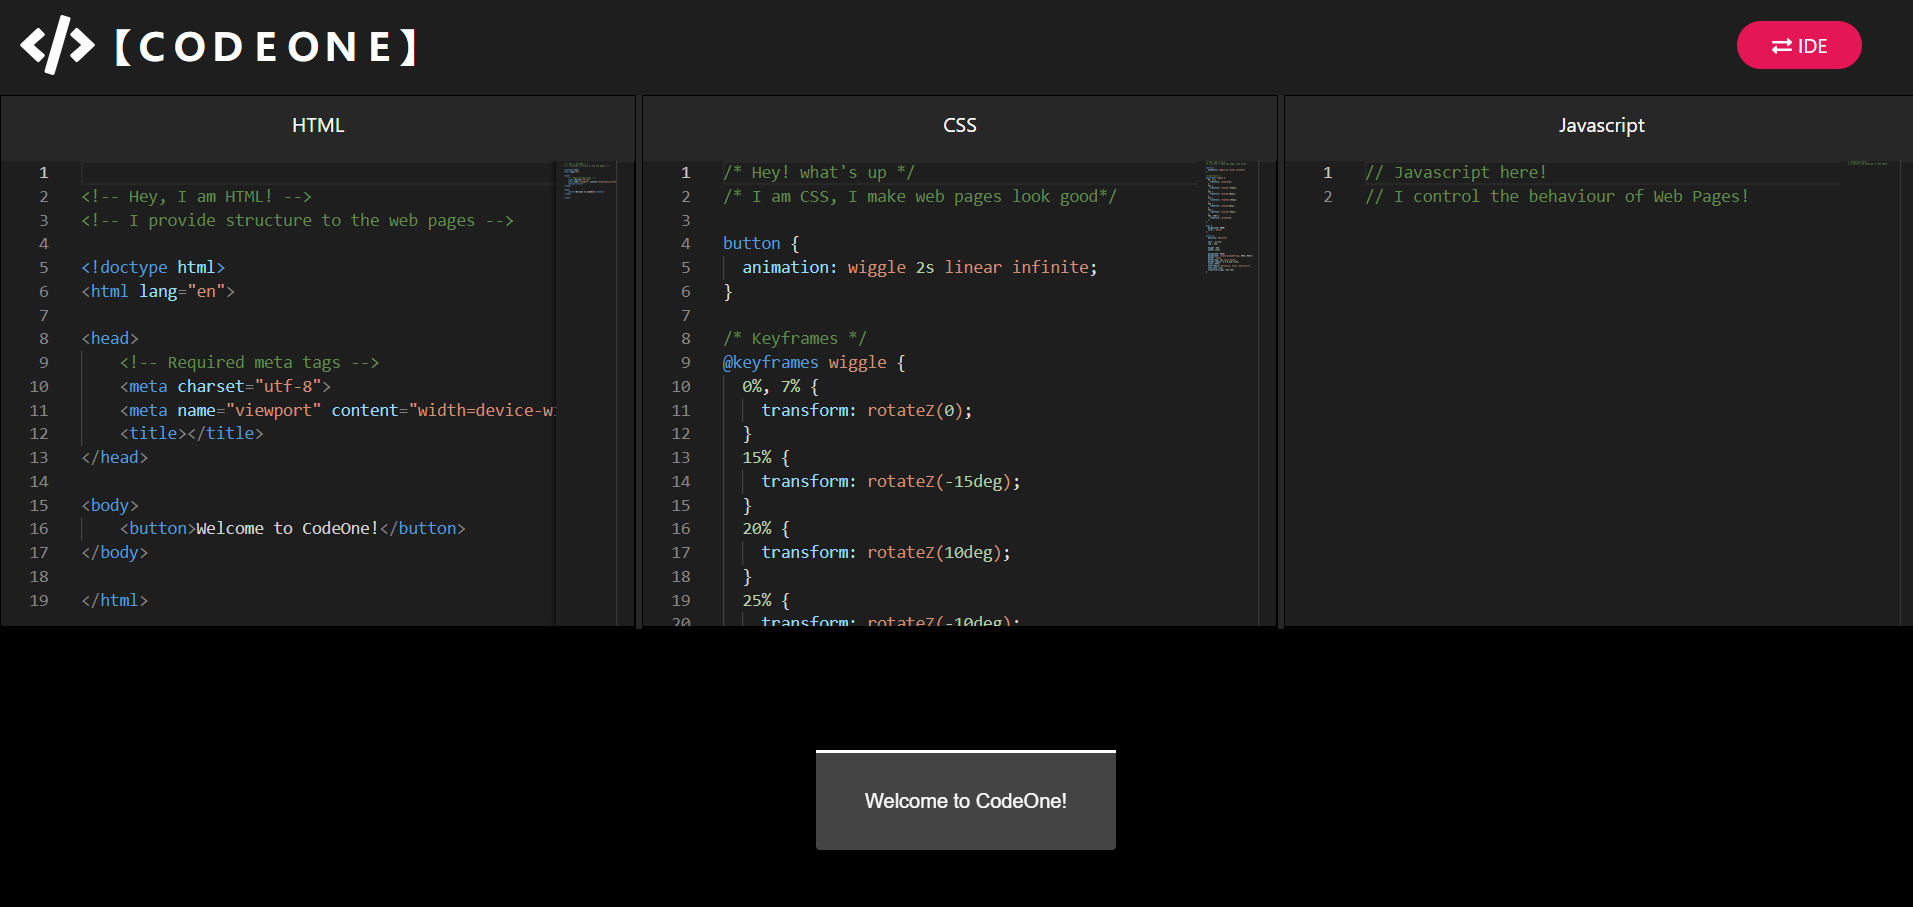 </> 【CODEONE】
⇄ IDE
HTML
1
2 <!-- Hey, I am HTML! -->
3 <!-- I provide structure to the web pages -->
4
5 <!doctype html>
6 <html lang="en">
7
8 <head>
9 <!-- Required meta tags -->
10 <meta charset="utf-8">
11 <meta name="viewport" content="width=device-wi
12 <title></title>
13 </head>
14
15 <body>
16 <button>Welcome to CodeOne!</button>
17 </body>
18
19 </html>
CSS
1 /* Hey! what's up */
2 /* I am CSS, I make web pages look good*/
3
4 button {
5 animation: wiggle 2s linear infinite;
6 }
7
8 /* Keyframes */
9 @keyframes wiggle {
10 0%, 7% {
11 transform: rotateZ(0);
12 }
13 15% {
14 transform: rotateZ(-15deg);
15 }
16 20% {
17 transform: rotateZ(10deg);
18 }
19 25% {
20 transform: rotateZ(-10deg);
Javascript
1 // Javascript here!
2 // I control the behaviour of Web Pages!
Welcome to CodeOne!